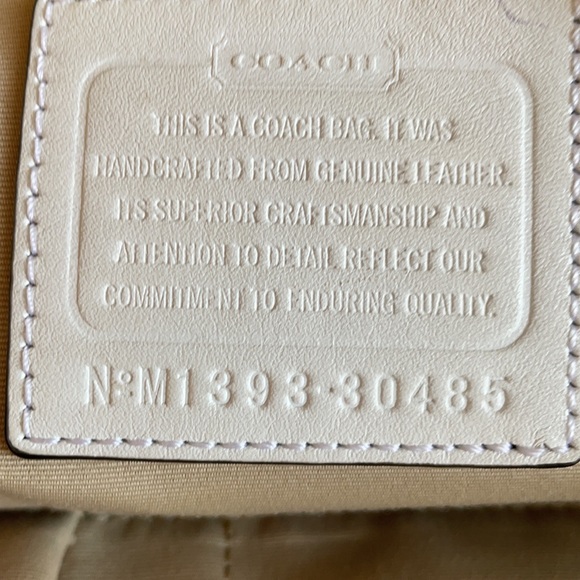 COACH
THIS IS A COACH BAG. IT WAS
HANDCRAFTED FROM GENUINE LEATHER.
ITS SUPERIOR CRAFTSMANSHIP AND
ATTENTION TO DETAIL REFLECT OUR
COMMITMENT TO ENDURING QUALITY.
No:M1393-30485